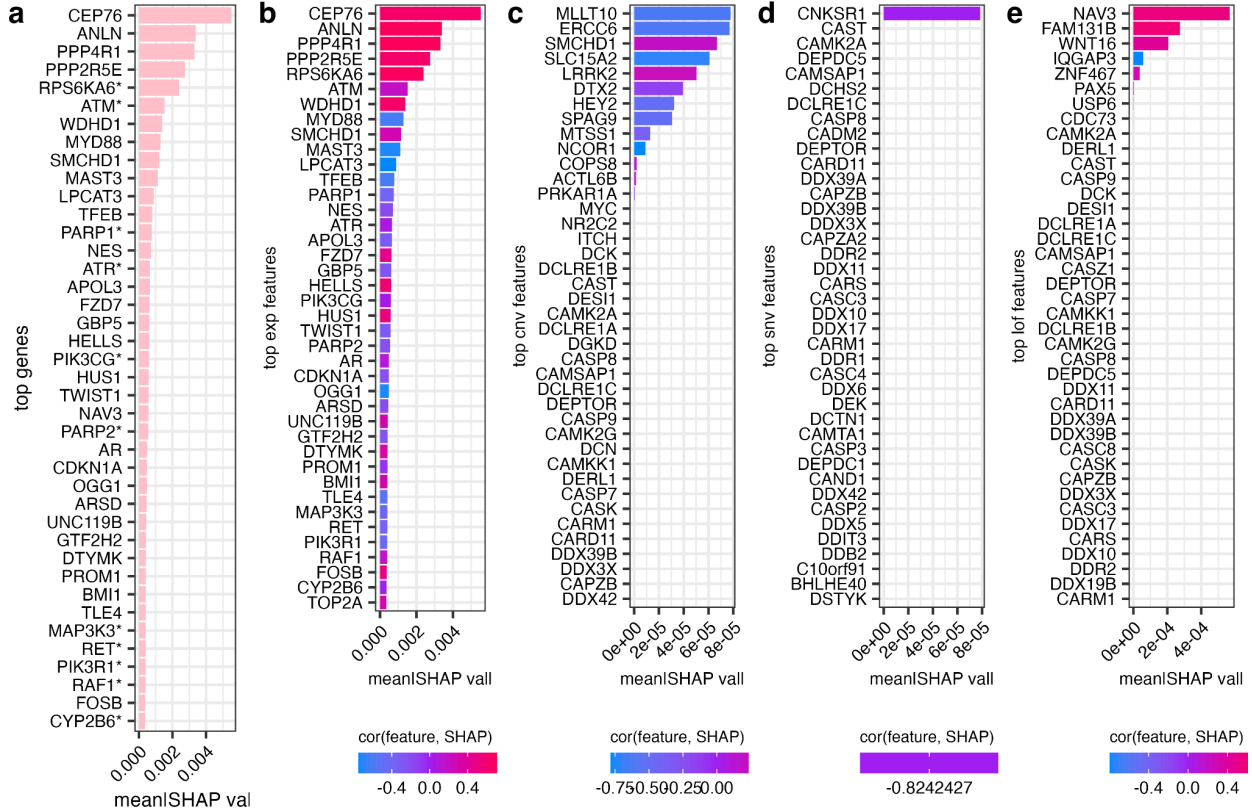 a
top genes
CEP76
ANLN
PPP4R1
PPP2R5E
RPS6KA6*
ATM*
WDHD1
MYD88
SMCHD1
MAST3
LPCAT3
TFEB
PARP1*
NES
ATR*
APOL3
FZD7
GBP5
HELLS
PIK3CG*
HUS1
TWIST1
NAV3
PARP2*
AR
CDKN1A
OGG1
ARSD
UNC119B
GTF2H2
DTYMK
PROM1
BMI1
TLE4
MAP3K3*
RET*
PIK3R1*
RAF1*
FOSB
CYP2B6*
0.000 0.002 0.004
mean|SHAP val
b
top exp features
CEP76
ANLN
PPP4R1
PPP2R5E
RPS6KA6
ATM
WDHD1
MYD88
SMCHD1
MAST3
LPCAT3
TFEB
PARP1
NES
ATR
APOL3
FZD7
GBP5
HELLS
PIK3CG
HUS1
TWIST1
PARP2
AR
CDKN1A
OGG1
ARSD
UNC119B
GTF2H2
DTYMK
PROM1
BMI1
TLE4
MAP3K3
RET
PIK3R1
RAF1
FOSB
CYP2B6
TOP2A
0.000 0.002 0.004
mean|SHAP val|
cor(feature, SHAP)
-0.4 0.0 0.4
c
top cnv features
MLLT10
ERCC6
SMCHD1
SLC15A2
LRRK2
DTX2
HEY2
SPAG9
MTSS1
NCOR1
COPS8
ACTL6B
PRKAR1A
MYC
NR2C2
ITCH
DCK
DCLRE1B
CAST
DESI1
CAMK2A
DCLRE1A
DGKD
CASP8
CAMSAP1
DCLRE1C
DEPTOR
CASP9
CAMK2G
DCN
CAMKK1
DERL1
CASP7
CASK
CARM1
CARD11
DDX39B
DDX3X
CAPZB
DDX42
0e+00 2e-05 4e-05 6e-05 8e-05
mean|SHAP val|
cor(feature, SHAP)
-0.75 -0.50 -0.25 0.00
d
top snv features
CNKSR1
CAST
CAMK2A
DEPDC5
CAMSAP1
DCHS2
DCLRE1C
CASP8
CADM2
DEPTOR
CARD11
DDX39A
CAPZB
DDX39B
DDX3X
CAPZA2
DDR2
DDX11
CARS
CASC3
DDX10
DDX17
CARM1
DDR1
CASC4
DDX6
DEK
DCTN1
CAMTA1
CASP3
DEPDC1
CAND1
DDX42
CASP2
DDX5
DDIT3
DDB2
C10orf91
BHLHE40
DSTYK
0e+00 2e-05 4e-05 6e-05 8e-05
mean|SHAP val|
cor(feature, SHAP)
-0.8242427
e
top lof features
NAV3
FAM131B
WNT16
IQGAP3
ZNF467
PAX5
USP6
CDC73
CAMK2A
DERL1
CAST
CASP9
DCK
DESI1
DCLRE1A
DCLRE1C
CAMSAP1
CASZ1
DEPTOR
CASP7
CAMKK1
DCLRE1B
CAMK2G
CASP8
DEPDC5
DDX11
CARD11
DDX39A
DDX39B
CASC8
CASK
CAPZB
DDX3X
CASC3
DDX17
CARS
DDX10
DDR2
DDX19B
CARM1
0e+00 2e-04 4e-04
mean|SHAP val|
cor(feature, SHAP)
-0.4 0.0 0.4